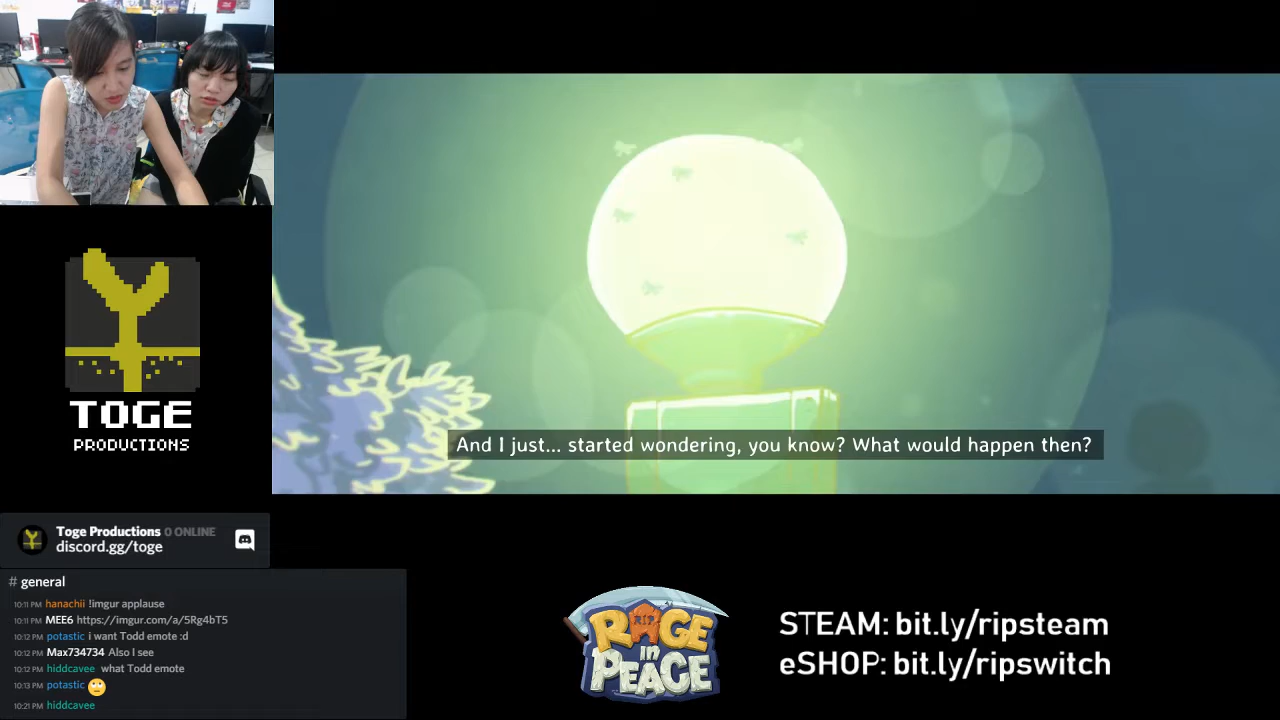 And I just... started wondering, you know? What would happen then?
TOGE
PRODUCTIONS
Toge Productions 0 ONLINE
discord.gg/toge
# general
10:11 PM hanachii !imgur applause
10:11 PM MEE6 https://imgur.com/a/5Rg4bT5
10:12 PM potastic i want Todd emote :d
10:12 PM Max734734 Also I see
10:12 PM hiddcavee what Todd emote
10:13 PM potastic 🙄
10:21 PM hiddcavee
RIP
RAGE
in
PEACE
STEAM: bit.ly/ripsteam
eSHOP: bit.ly/ripswitch